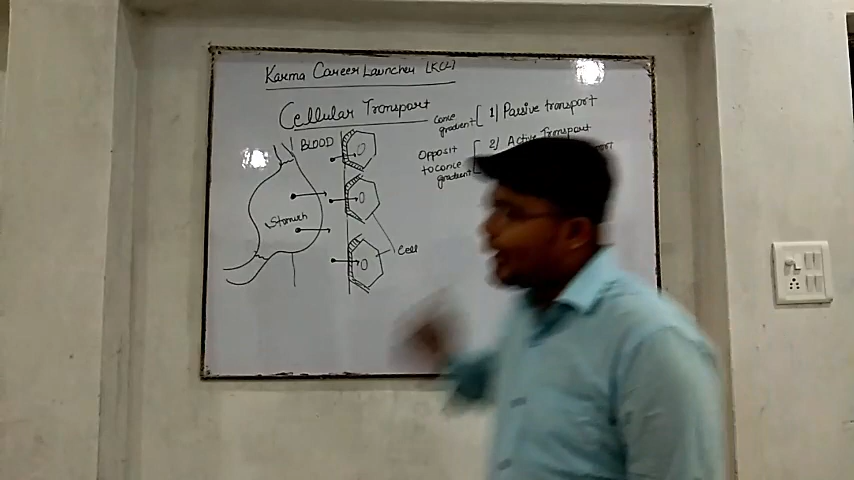 Karma Career Launcher (KCL)
Cellular Transport
Conc gradient [ 1) Passive transport
Opposit to conc gradient [ 2) Active Transport
BLOOD
Stomach
Cell